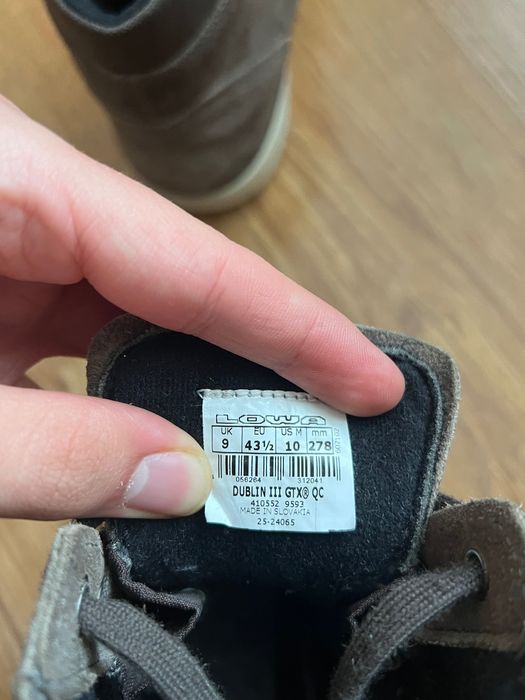 LOWA
UK EU US M mm
9 43½ 10 278
056284 312041
DUBLIN III GTX® QC
410552 9593
MADE IN SLOVAKIA
25-24065